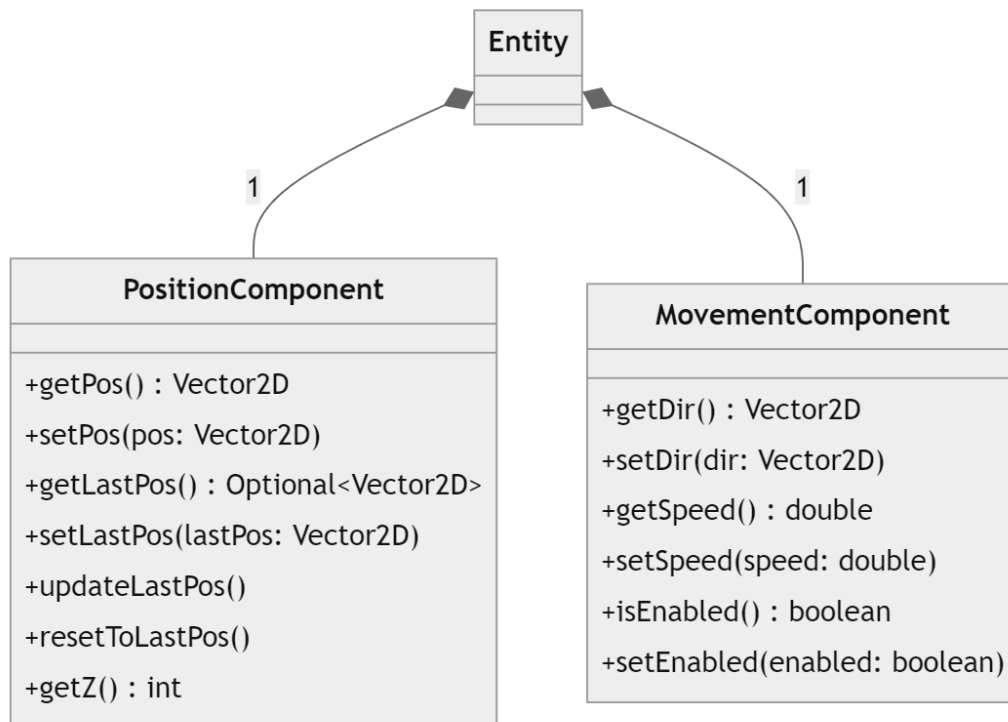 Entity
1
1
PositionComponent
+getPos() : Vector2D
+setPos(pos: Vector2D)
+getLastPos() : Optional<Vector2D>
+setLastPos(lastPos: Vector2D)
+updateLastPos()
+resetToLastPos()
+getZ() : int
MovementComponent
+getDir() : Vector2D
+setDir(dir: Vector2D)
+getSpeed() : double
+setSpeed(speed: double)
+isEnabled() : boolean
+setEnabled(enabled: boolean)